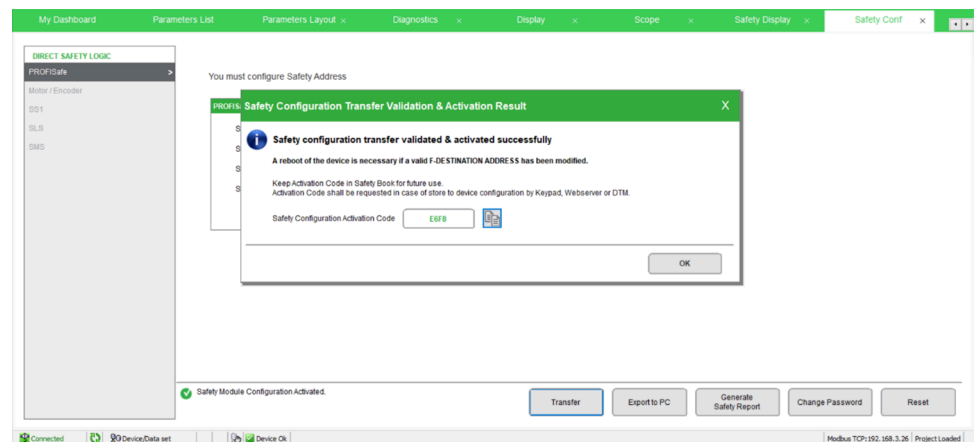 My Dashboard Parameters List Parameters Layout × Diagnostics × Display × Scope × Safety Display × Safety Conf ×
DIRECT SAFETY LOGIC
PROFISafe >
Motor / Encoder
SS1
SLS
SMS
You must configure Safety Address
PROFIS
Safety Configuration Transfer Validation & Activation Result X
S
S
S
S
Safety configuration transfer validated & activated successfully
A reboot of the device is necessary if a valid F-DESTINATION ADDRESS has been modified.
Keep Activation Code in Safety Book for future use.
Activation Code shall be requested in case of store to device configuration by Keypad, Webserver or DTM.
Safety Configuration Activation Code E6F8
OK
Safety Module Configuration Activated.
Transfer
Export to PC
Generate
Safety Report
Change Password
Reset
Connected Device/Data set Device Ok Modbus TCP:192.168.3.26 Project Loaded